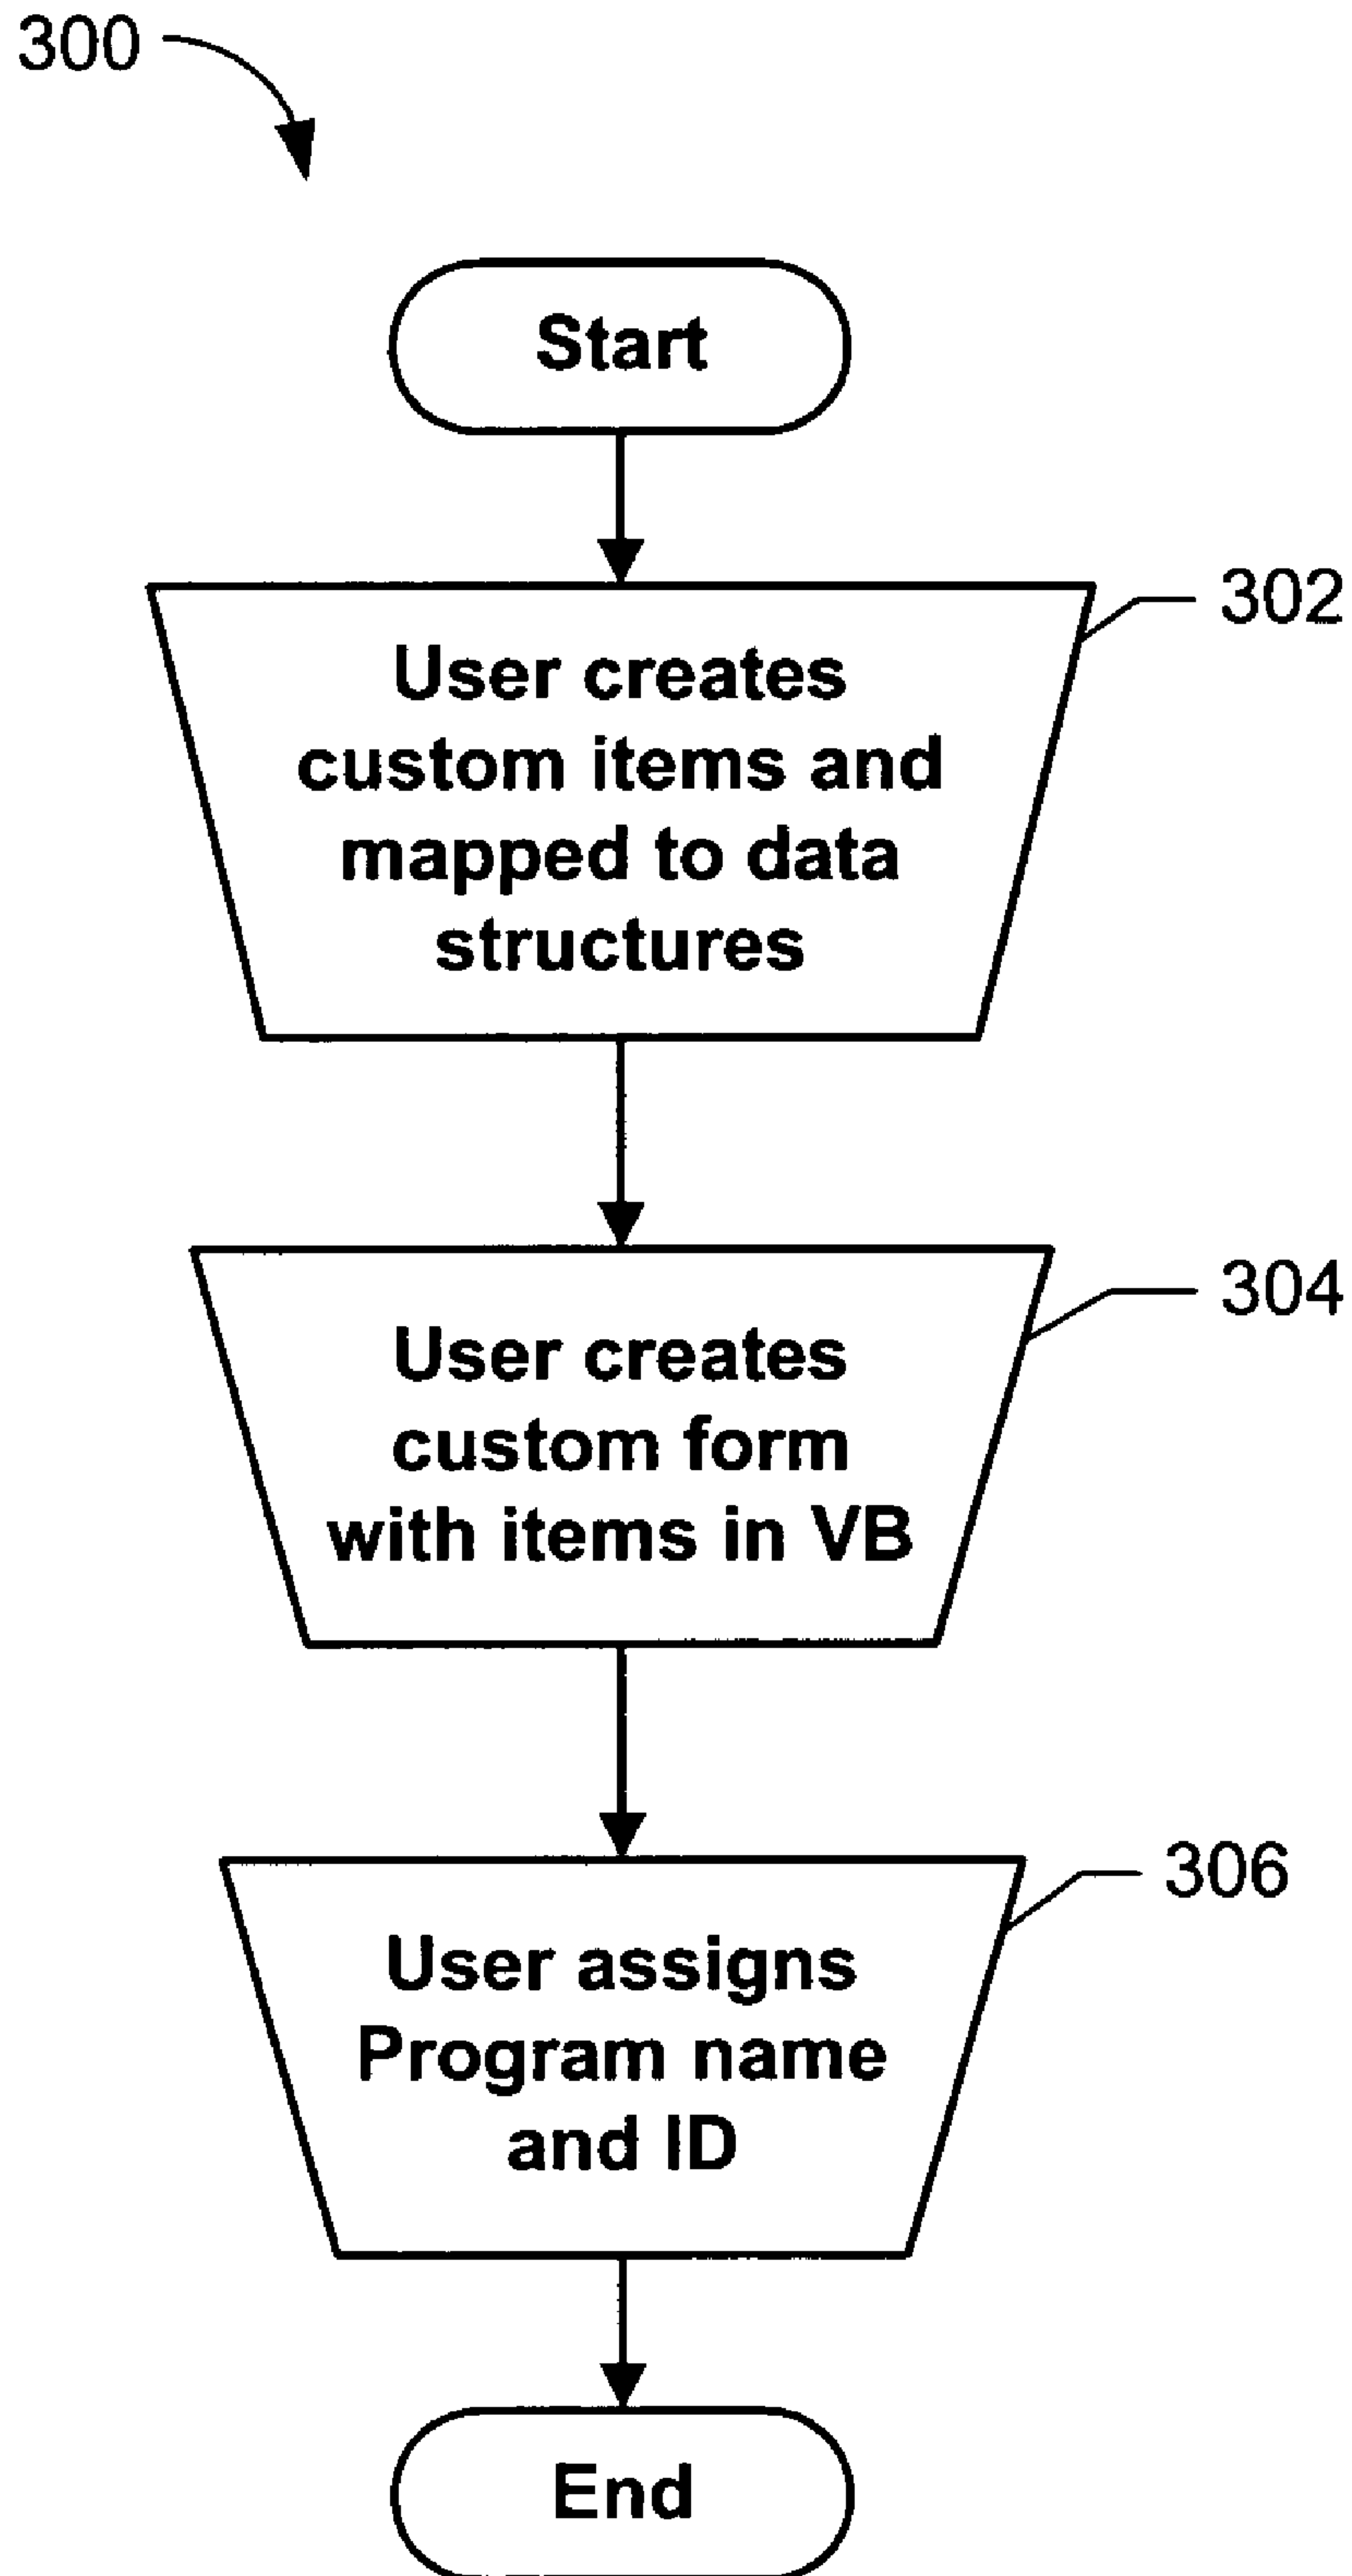 300
Start
302
User creates
custom items and
mapped to data
structures
304
User creates
custom form
with items in VB
306
User assigns
Program name
and ID
End